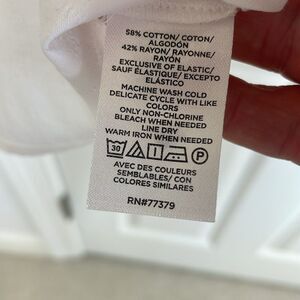 58% COTTON/ COTON/
ALGODÓN
42% RAYON/ RAYONNE/
RAYÓN
EXCLUSIVE OF ELASTIC/
SAUF ÉLASTIQUE/ EXCEPTO
ELÁSTICO
MACHINE WASH COLD
DELICATE CYCLE WITH LIKE
COLORS
ONLY NON-CHLORINE
BLEACH WHEN NEEDED
LINE DRY
WARM IRON WHEN NEEDED
30 P
AVEC DES COULEURS
SEMBLABLES/ CON
COLORES SIMILARES
RN#77379